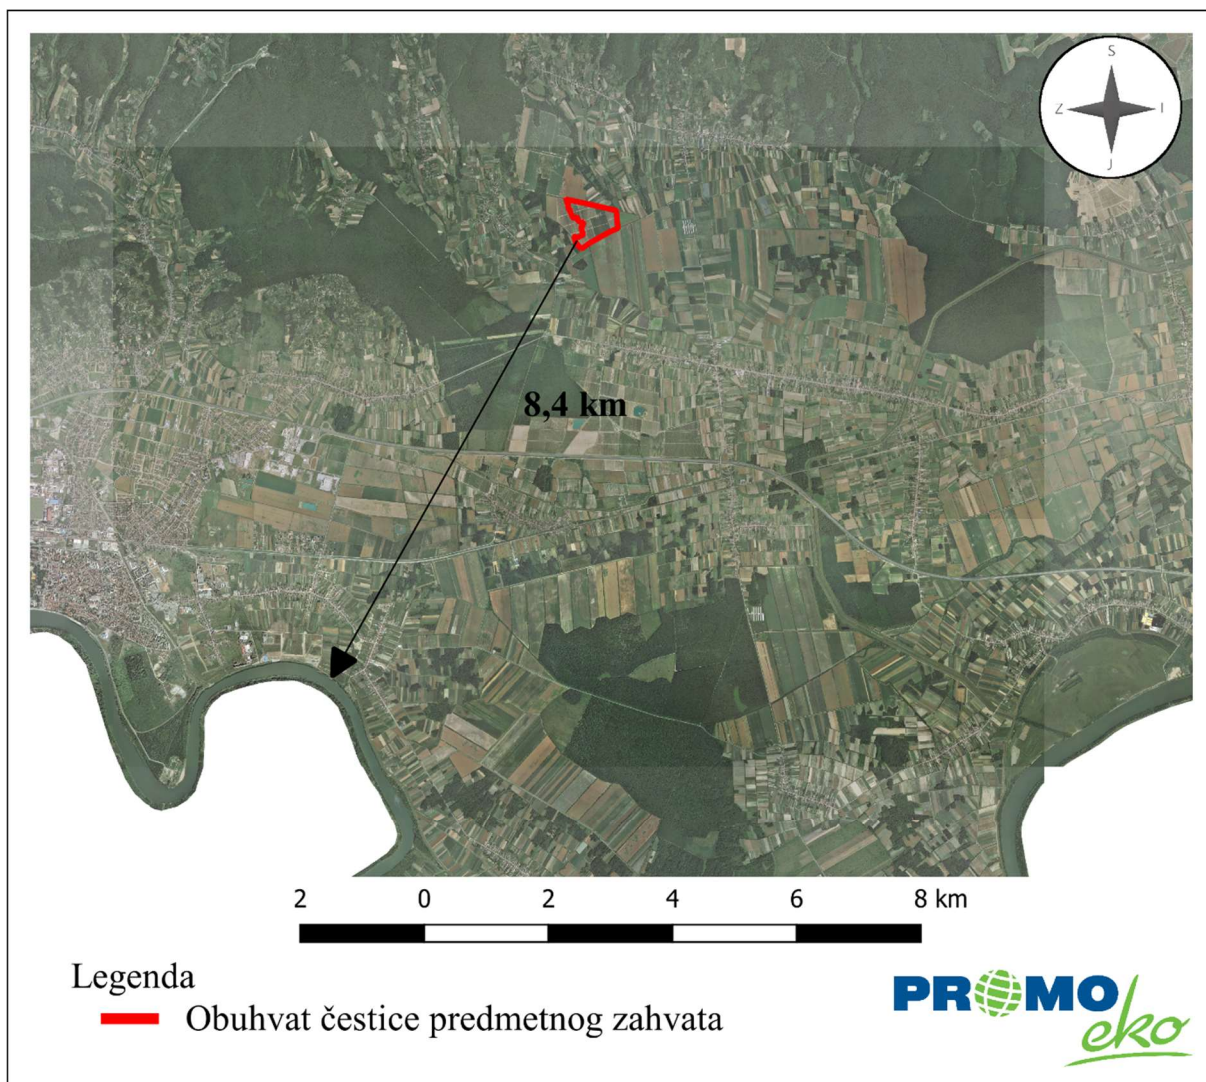 S
Z I
J
8,4 km
2 0 2 4 6 8 km
Legenda
Obuhvat čestice predmetnog zahvata
PROMO
eko